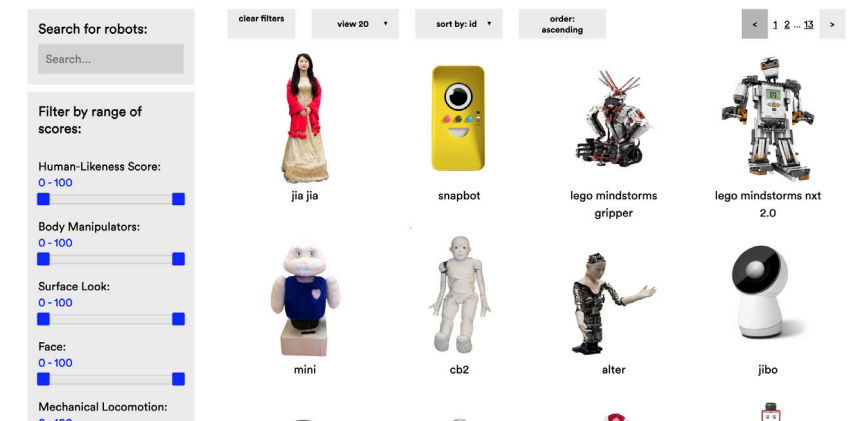 Search for robots:
Search...
Filter by range of
scores:
Human-Likeness Score:
0 - 100
Body Manipulators:
0 - 100
Surface Look:
0 - 100
Face:
0 - 100
Mechanical Locomotion:
clear filters
view 20
sort by: id
order:
ascending
< 1 2 ... 13 >
jia jia
snapbot
lego mindstorms
gripper
lego mindstorms nxt
2.0
mini
cb2
alter
jibo